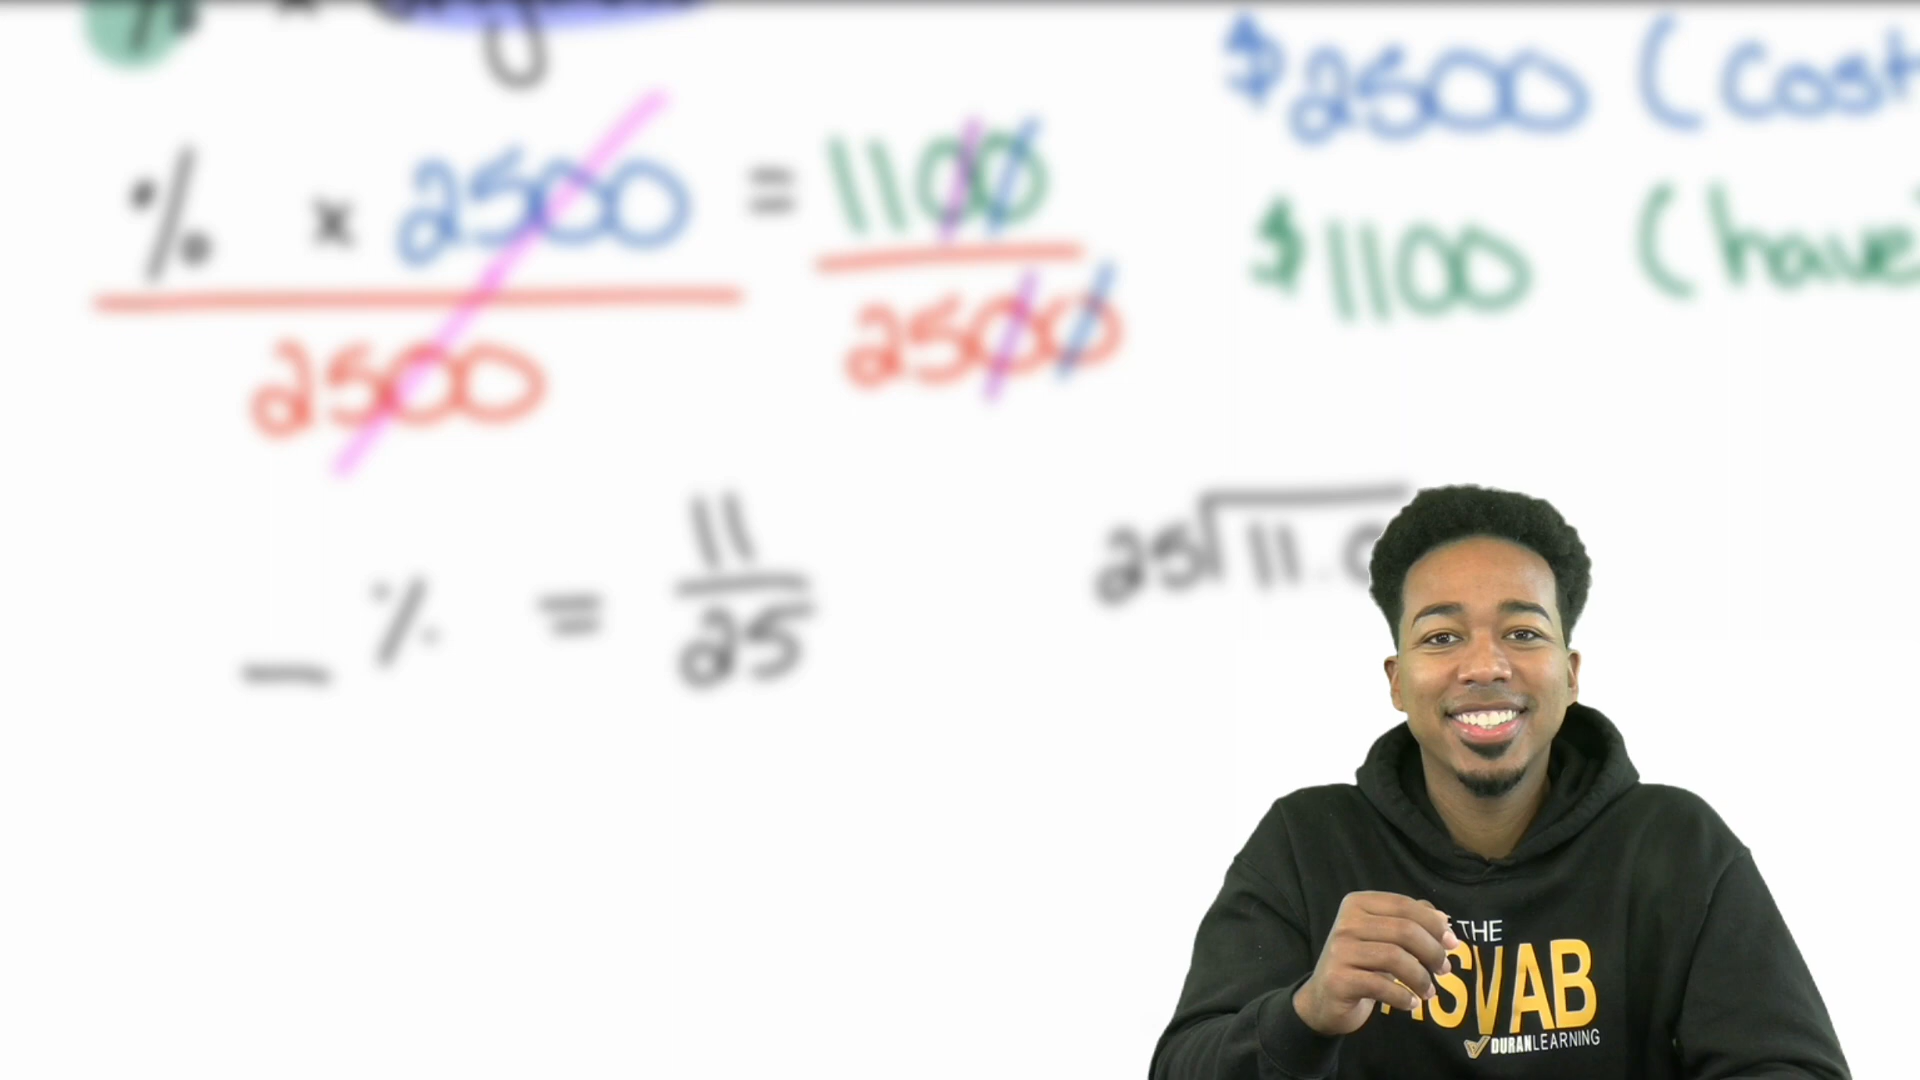 $2500 (Cost
% x 2500 = 1100
2500 2500
$1100 (have
_ % = 11
25
25 11.0
THE
ASVAB
DURANLEARNING